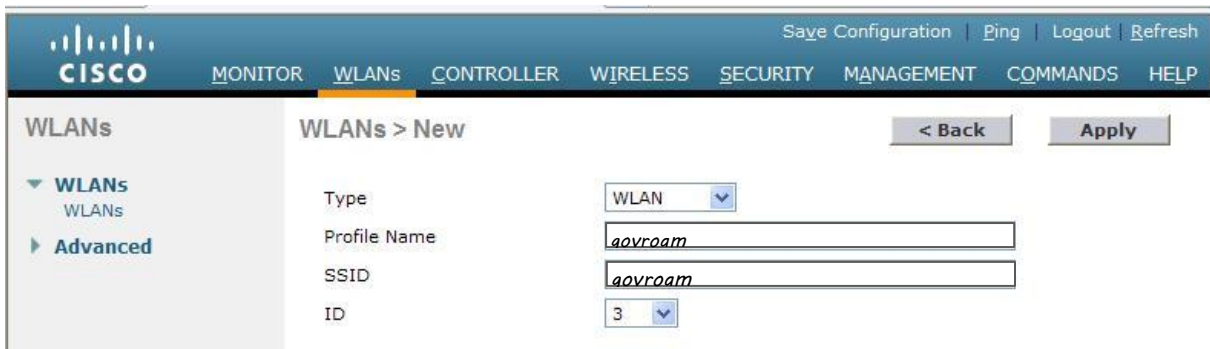 Save Configuration | Ping | Logout | Refresh
CISCO
MONITOR WLANs CONTROLLER WIRELESS SECURITY MANAGEMENT COMMANDS HELP
WLANs
WLANs > New
< Back
Apply
WLANs
WLANs
Advanced
Type WLAN
Profile Name govroam
SSID govroam
ID 3